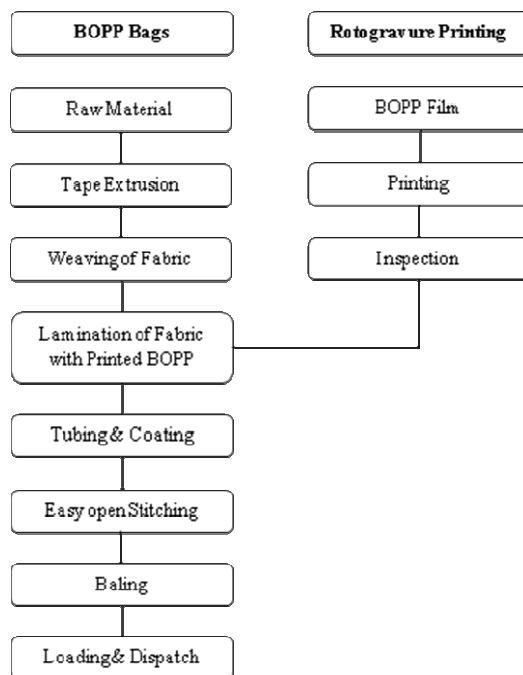 BOPP Bags
Rotogravure Printing
Raw Material
BOPP Film
Tape Extrusion
Printing
Weaving of Fabric
Inspection
Lamination of Fabric
with Printed BOPP
Tubing & Coating
Easy open Stitching
Baling
Loading & Dispatch